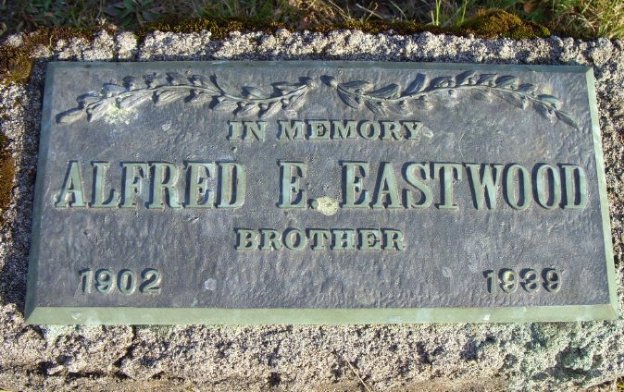 IN MEMORY
ALFRED E. EASTWOOD
BROTHER
1902 1939